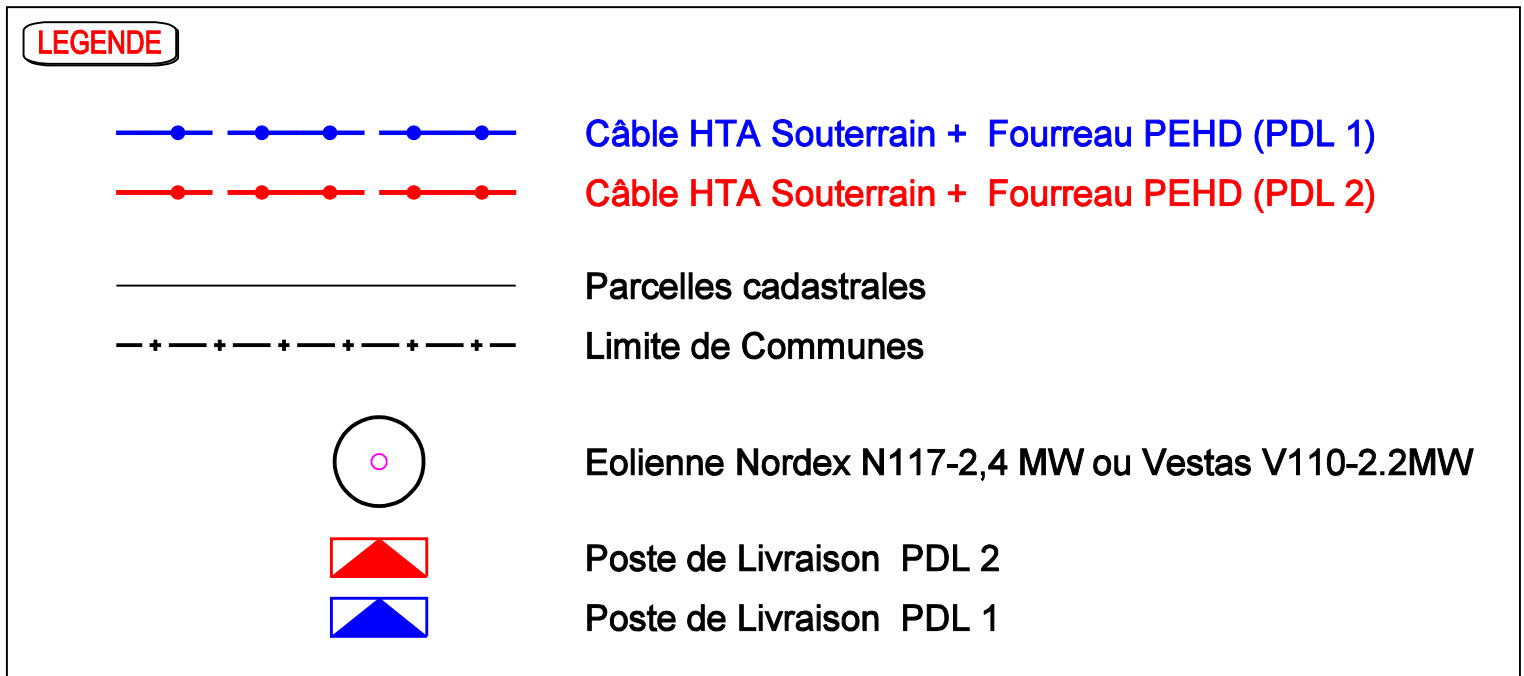 LEGENDE
Câble HTA Souterrain + Fourreau PEHD (PDL 1)
Câble HTA Souterrain + Fourreau PEHD (PDL 2)
Parcelles cadastrales
Limite de Communes
Eolienne Nordex N117-2,4 MW ou Vestas V110-2.2MW
Poste de Livraison PDL 2
Poste de Livraison PDL 1